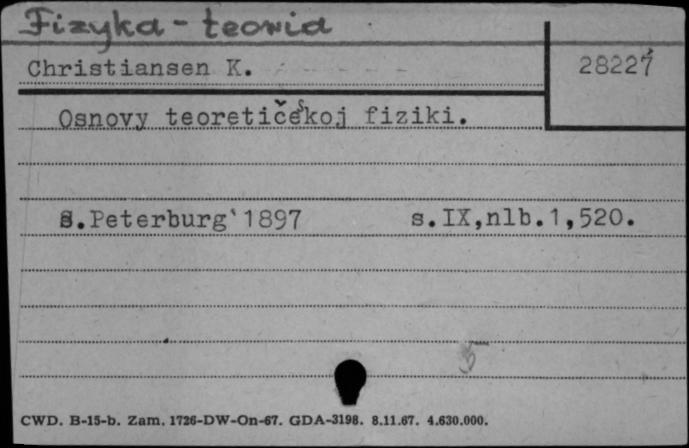 Fizyka - teoria
Christiansen K.
28227
Osnovy teoretičeskoj fiziki.
S.Peterburg 1897 s.IX,nlb.1,520.
5
CWD. B-15-b. Zam. 1726-DW-On-67. GDA-3198. 8.11.67. 4.630.000.